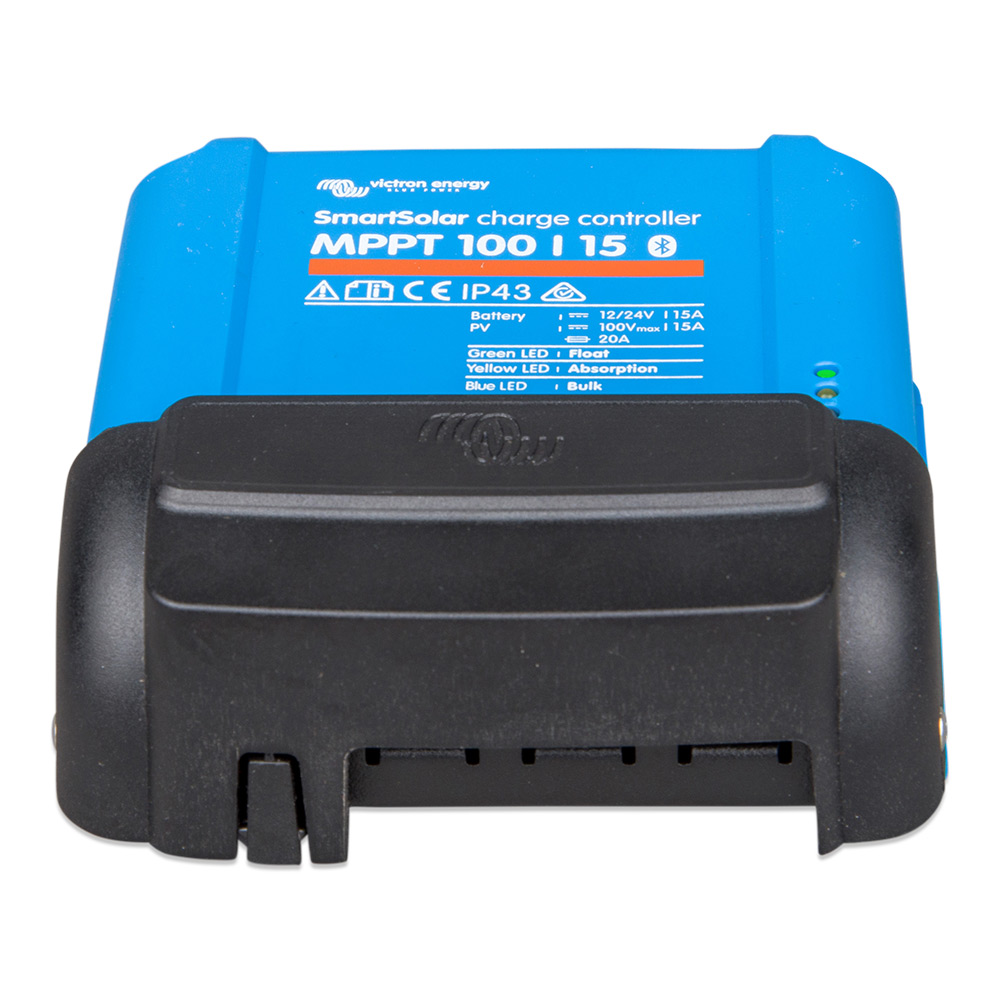 victron energy
BLUE POWER
SmartSolar charge controller
MPPT 100 | 15
CE IP43
Battery 12/24V | 15A
PV 100Vmax | 15A
20A
Green LED Float
Yellow LED Absorption
Blue LED Bulk